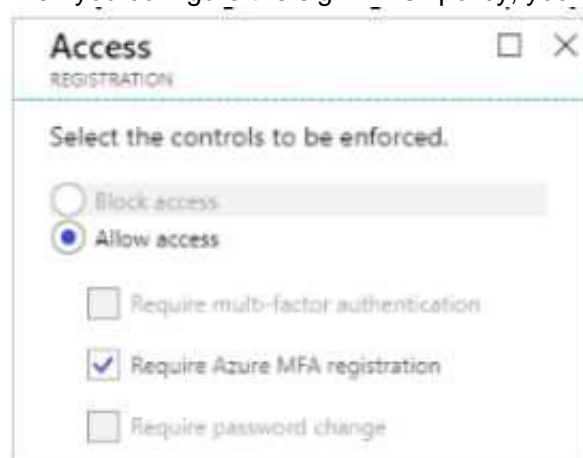 Access
REGISTRATION
Select the controls to be enforced.
Block access
Allow access
Require multi-factor authentication
Require Azure MFA registration
Require password change